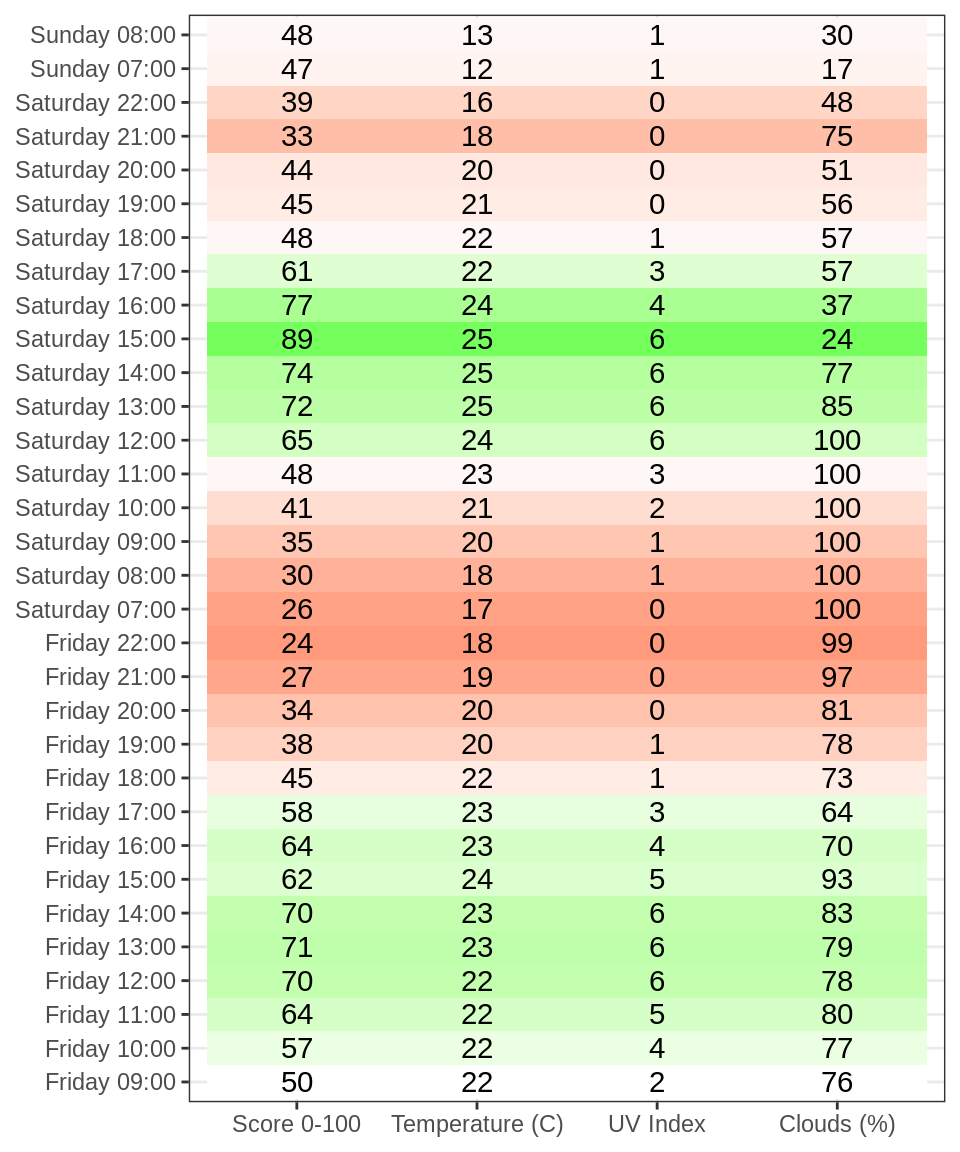 Sunday 08:00 48 13 1 30
Sunday 07:00 47 12 1 17
Saturday 22:00 39 16 0 48
Saturday 21:00 33 18 0 75
Saturday 20:00 44 20 0 51
Saturday 19:00 45 21 0 56
Saturday 18:00 48 22 1 57
Saturday 17:00 61 22 3 57
Saturday 16:00 77 24 4 37
Saturday 15:00 89 25 6 24
Saturday 14:00 74 25 6 77
Saturday 13:00 72 25 6 85
Saturday 12:00 65 24 6 100
Saturday 11:00 48 23 3 100
Saturday 10:00 41 21 2 100
Saturday 09:00 35 20 1 100
Saturday 08:00 30 18 1 100
Saturday 07:00 26 17 0 100
Friday 22:00 24 18 0 99
Friday 21:00 27 19 0 97
Friday 20:00 34 20 0 81
Friday 19:00 38 20 1 78
Friday 18:00 45 22 1 73
Friday 17:00 58 23 3 64
Friday 16:00 64 23 4 70
Friday 15:00 62 24 5 93
Friday 14:00 70 23 6 83
Friday 13:00 71 23 6 79
Friday 12:00 70 22 6 78
Friday 11:00 64 22 5 80
Friday 10:00 57 22 4 77
Friday 09:00 50 22 2 76
Score 0-100 Temperature (C) UV Index Clouds (%)